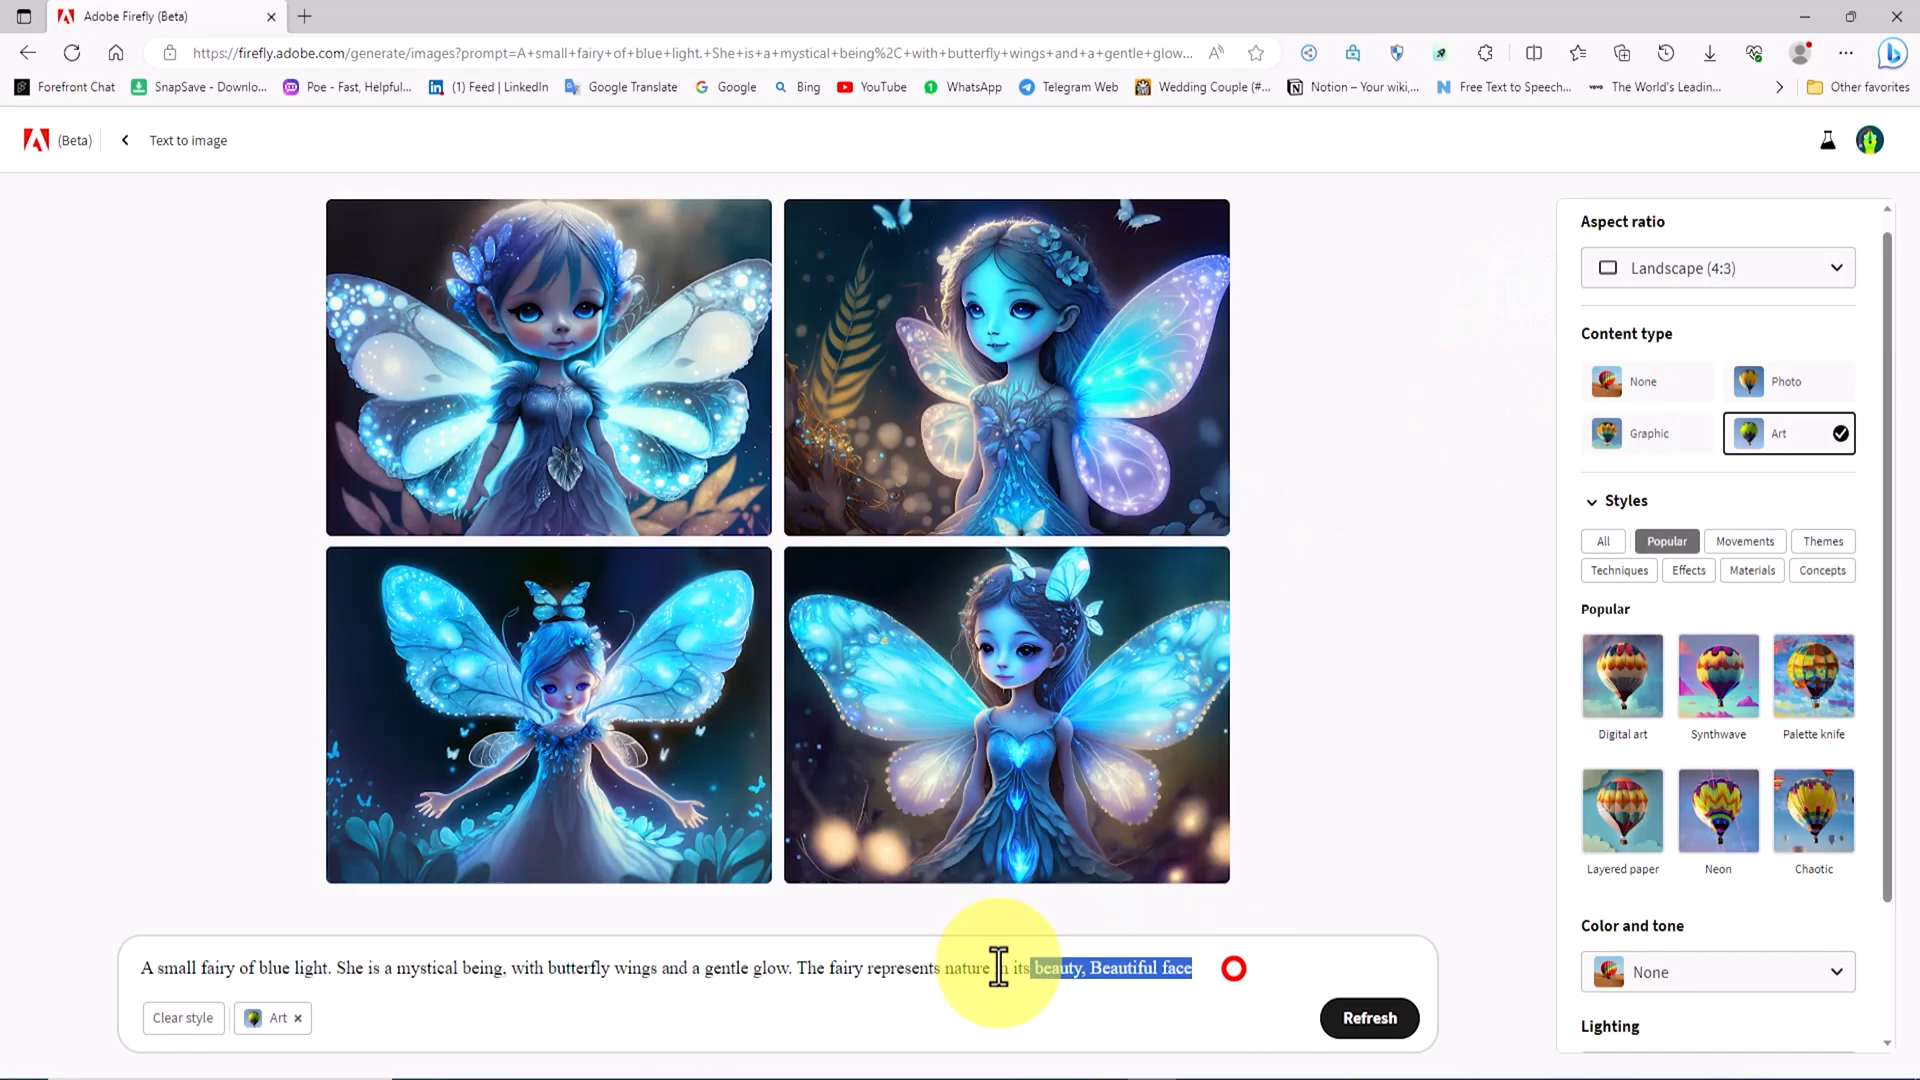 Adobe Firefly (Beta)
https://firefly.adobe.com/generate/images?prompt=A+small+fairy+of+blue+light.+She+is+a+mystical+being%2C+with+butterfly+wings+and+a+gentle+glow...
Forefront Chat
SnapSave - Downlo...
Poe - Fast, Helpful...
(1) Feed | LinkedIn
Google Translate
Google
Bing
YouTube
WhatsApp
Telegram Web
Wedding Couple (#...
Notion – Your wiki,...
Free Text to Speech...
The World's Leadin...
Other favorites
(Beta)
Text to image
Aspect ratio
Landscape (4:3)
Content type
None
Photo
Graphic
Art
Styles
All
Popular
Movements
Themes
Techniques
Effects
Materials
Concepts
Popular
Digital art
Synthwave
Palette knife
Layered paper
Neon
Chaotic
Color and tone
None
Lighting
A small fairy of blue light. She is a mystical being, with butterfly wings and a gentle glow. The fairy represents nature in its beauty, Beautiful face
Clear style
Art
Refresh